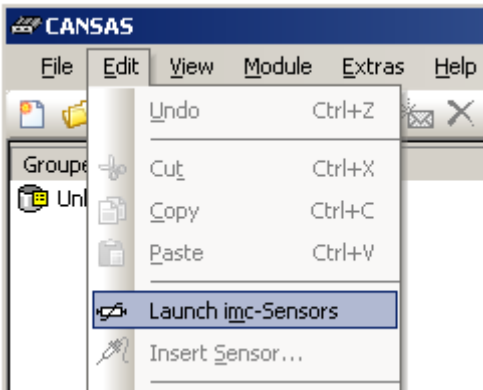 CANSAS
File Edit View Module Extras Help
Groupe
Undo Ctrl+Z
Cut Ctrl+X
Copy Ctrl+C
Paste Ctrl+V
Launch imc-Sensors
Insert Sensor...